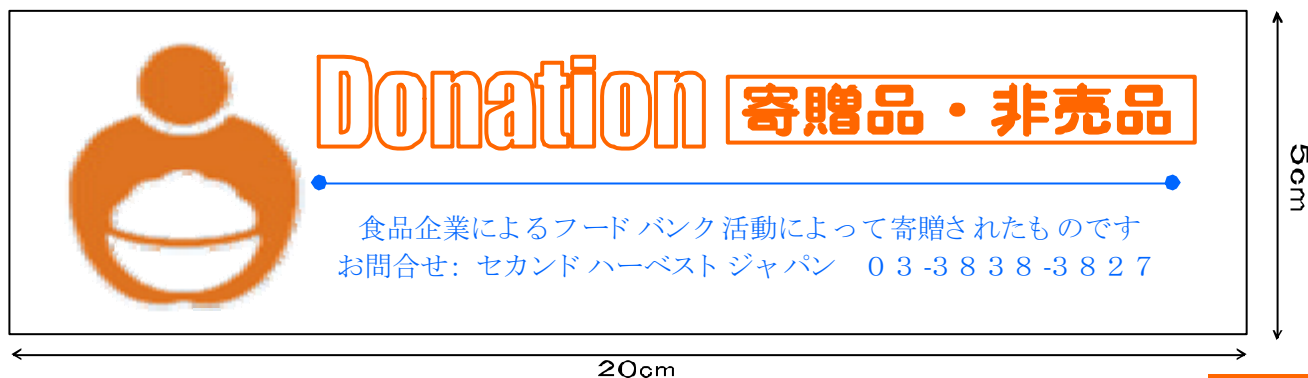 Donation 寄贈品・非売品
食品企業によるフードバンク活動によって寄贈されたものです
お問合せ: セカンドハーベストジャパン　０３-３８３８-３８２７
5cm
20cm